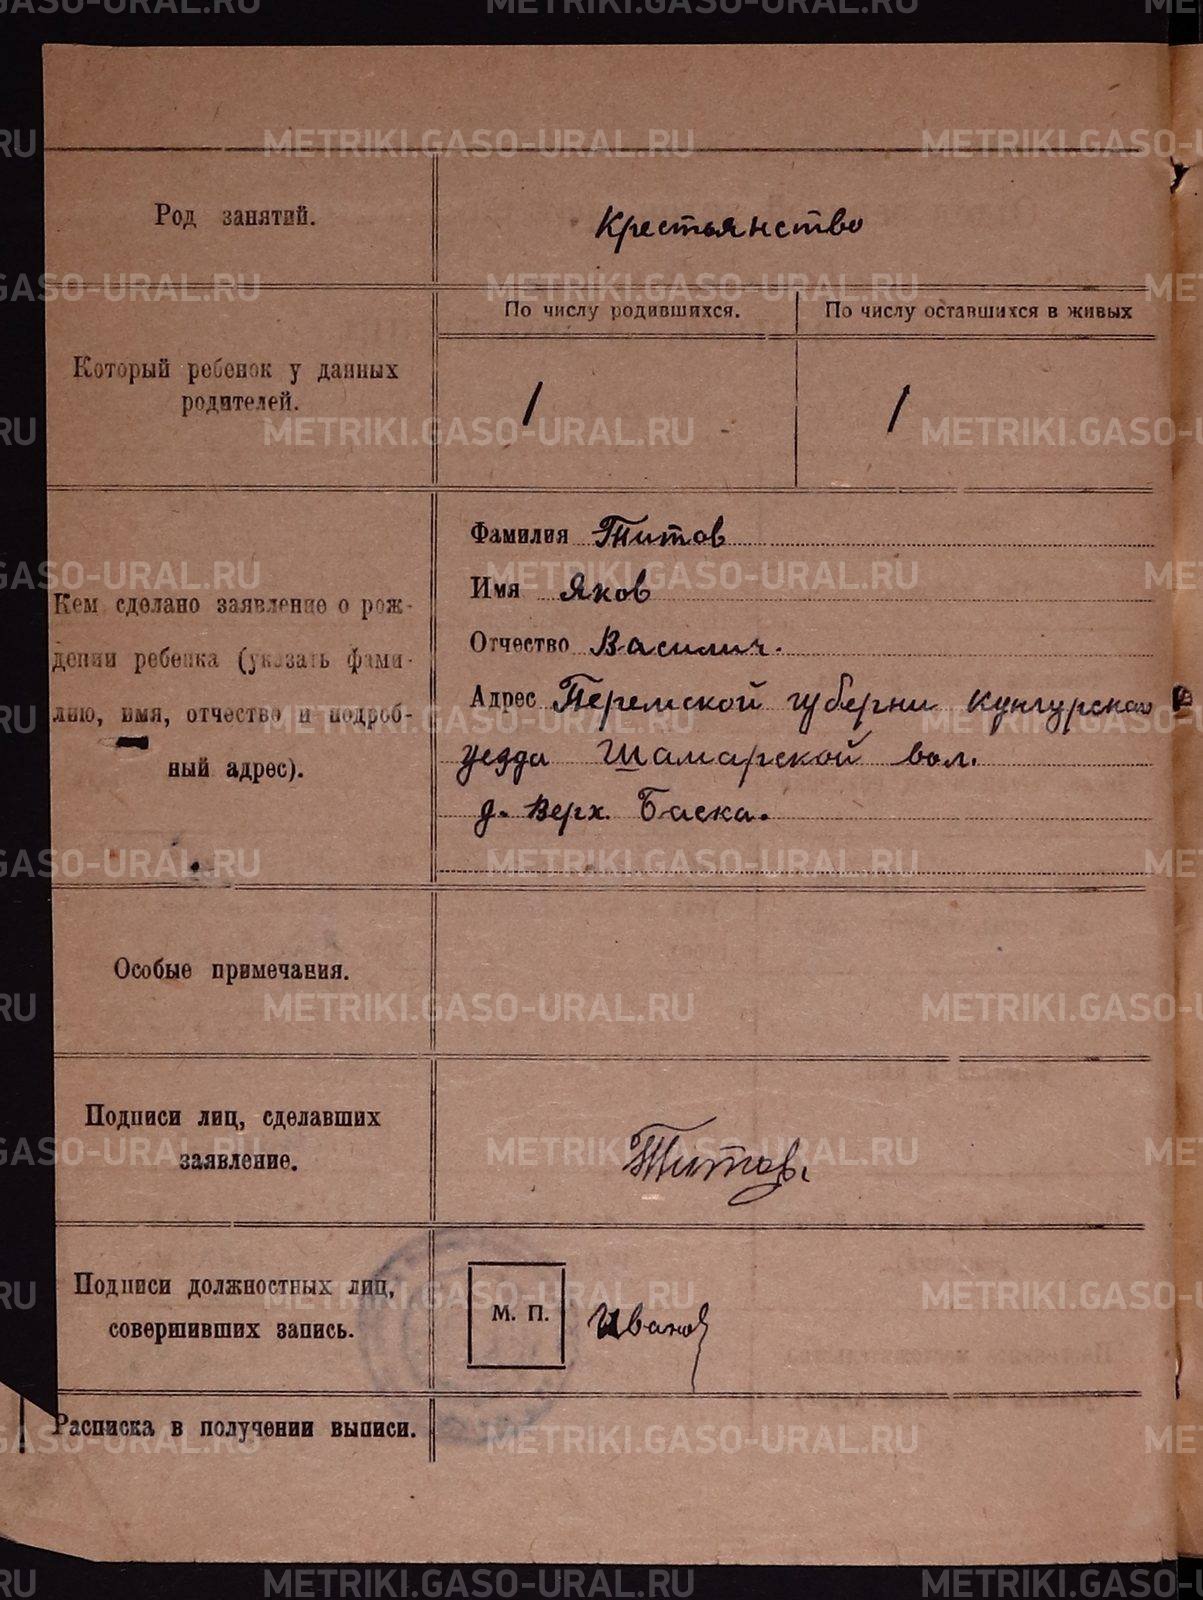 Род занятий.
Крестьянство
По числу родившихся.
По числу оставшихся в живых
Который ребенок у данных
родителей.
1
1
Кем сделано заявление о рож-
дении ребенка (указать фами-
лию, имя, отчество и подроб-
ный адрес).
Фамилия Титов
Имя Яков
Отчество Василич.
Адрес Перемской губерни Кунгурскаго
уезда Шамарской вол.
д. Верх. Баска.
Особые примечания.
Подписи лиц, сделавших
заявление.
Титов.
Подписи должностных лиц,
совершивших запись.
М. П.
Иванов
Расписка в получении выписи.
METRIKI.GASO-URAL.RU